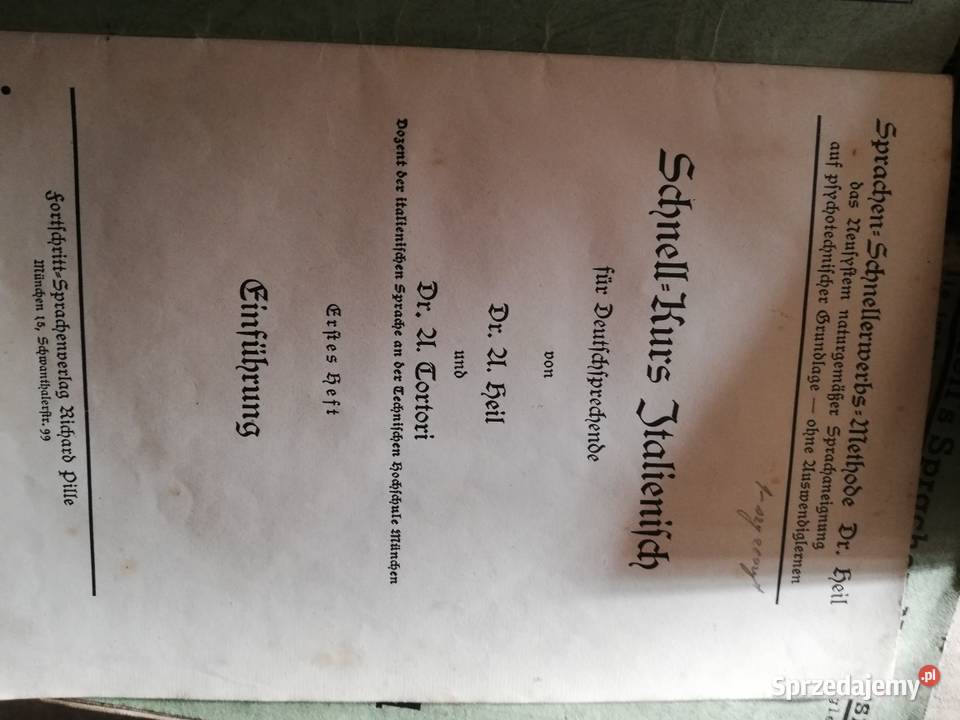 Sprachen=Schnellerwerbs=Methode Dr. Heil
das Neusystem naturgemäßer Sprachaneignung
auf psychotechnischer Grundlage — ohne Auswendiglernen
Schnell=Kurs Italienisch
für Deutschsprechende
von
Dr. A. Heil
und
Dr. A. Tortori
Dozent der italienischen Sprache an der Technischen Hochschule München
Erstes Heft
Einführung
Fortschritt=Sprachenverlag Richard Pille
München 15, Schwanthalerstr. 99
Sprzedajemy.pl